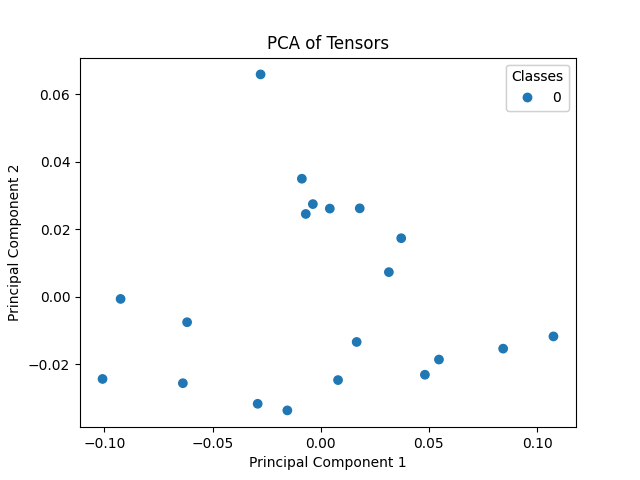 PCA of Tensors
Classes
0
Principal Component 2
0.06
0.04
0.02
0.00
−0.02
−0.10
−0.05
0.00
0.05
0.10
Principal Component 1